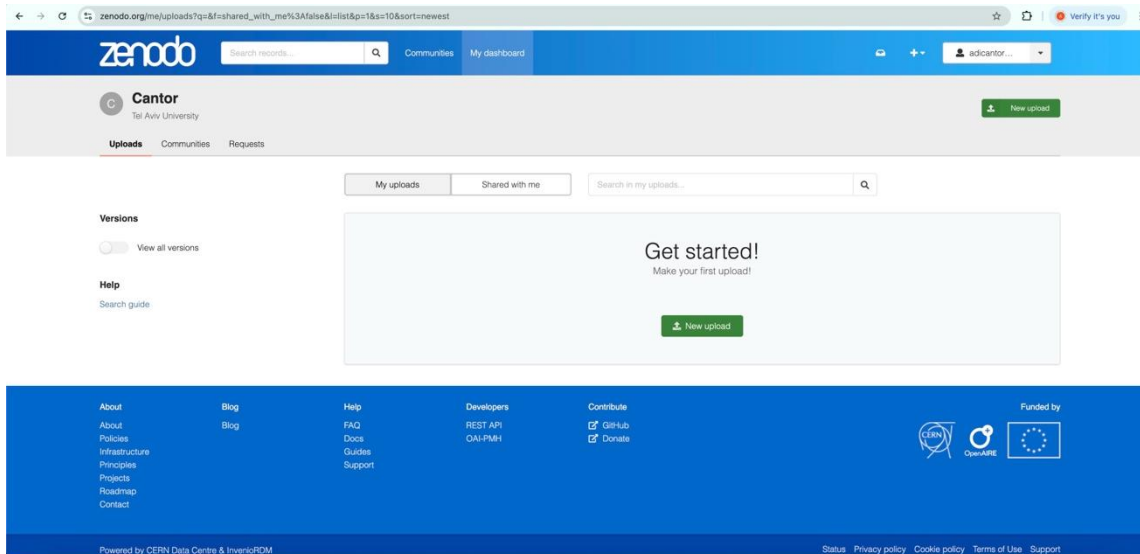 zenodo.org/me/uploads?q=&f=shared_with_me%3Afalse&l=list&p=1&s=10&sort=newest
Verify it's you
zenodo
Search records...
Communities
My dashboard
adicantor...
C
Cantor
Tel Aviv University
New upload
Uploads
Communities
Requests
My uploads
Shared with me
Search in my uploads...
Versions
View all versions
Help
Search guide
Get started!
Make your first upload!
New upload
About
About
Policies
Infrastructure
Principles
Projects
Roadmap
Contact
Blog
Blog
Help
FAQ
Docs
Guides
Support
Developers
REST API
OAI-PMH
Contribute
GitHub
Donate
Funded by
CERN
OpenAIRE
Powered by CERN Data Centre & InvenioRDM
Status Privacy policy Cookie policy Terms of Use Support